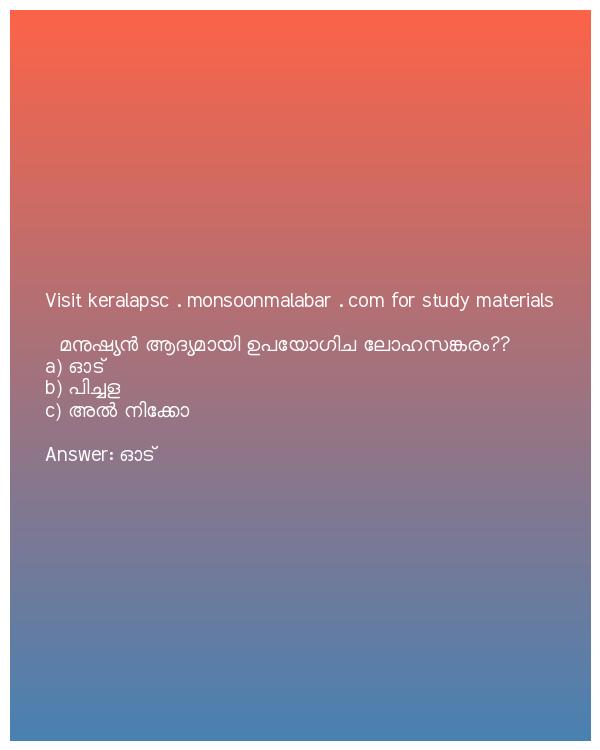 Visit keralapsc . monsoonmalabar . com for study materials
മനുഷ്യൻ ആദ്യമായി ഉപയോഗിച ലോഹസങ്കരം??
a) ഓട്
b) പിച്ചള
c) അൽ നിക്കോ
Answer: ഓട്